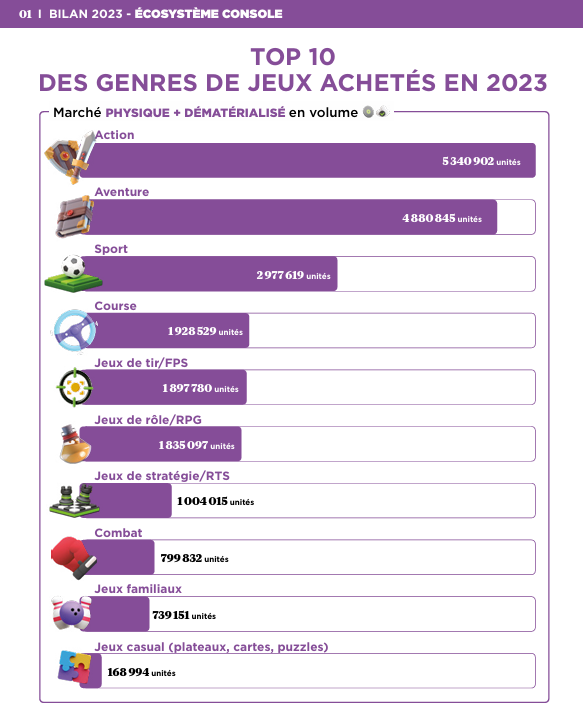 01 | BILAN 2023 - ÉCOSYSTÈME CONSOLE
TOP 10
DES GENRES DE JEUX ACHETÉS EN 2023
Marché PHYSIQUE + DÉMATÉRIALISÉ en volume
Action
5 340 902 unités
Aventure
4 880 845 unités
Sport
2 977 619 unités
Course
1 928 529 unités
Jeux de tir/FPS
1 897 780 unités
Jeux de rôle/RPG
1 835 097 unités
Jeux de stratégie/RTS
1 004 015 unités
Combat
799 832 unités
Jeux familiaux
739 151 unités
Jeux casual (plateaux, cartes, puzzles)
168 994 unités